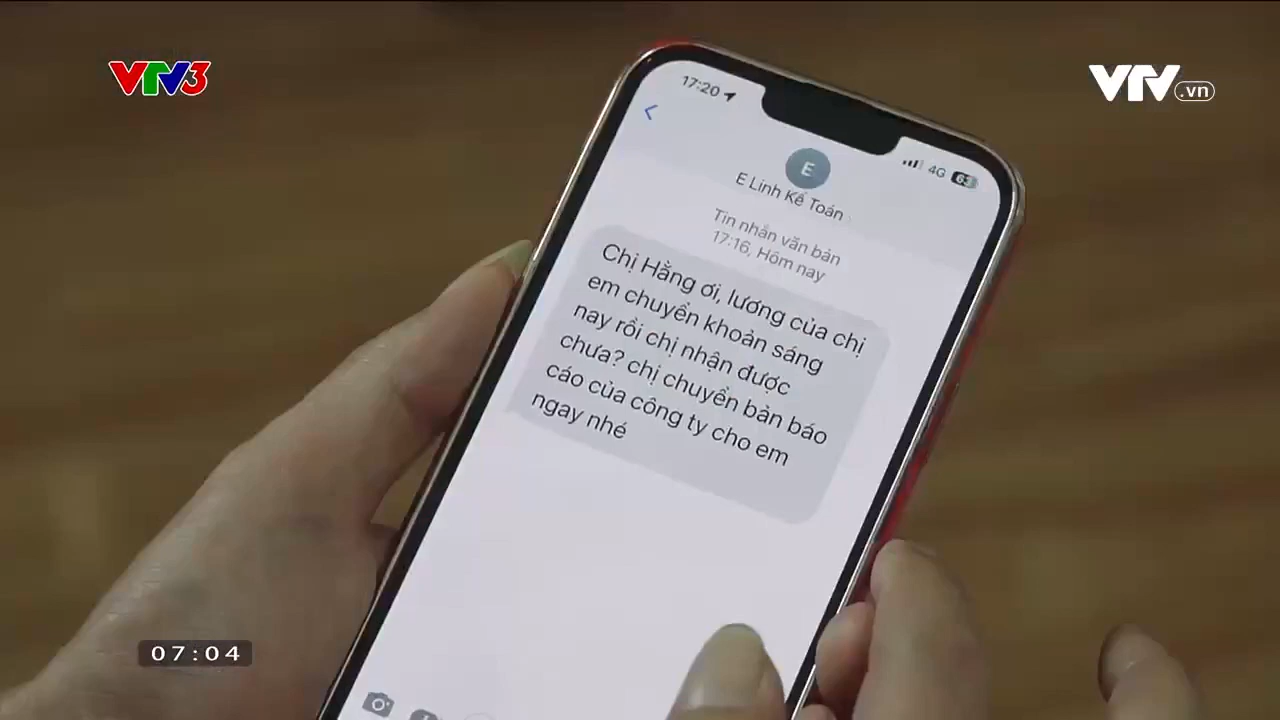 VTV3
VTV.vn
17:20
4G 63
E
E Linh Kế Toán
Tin nhắn văn bản
17:16, Hôm nay
Chị Hằng ơi, lương của chị
em chuyển khoản sáng
nay rồi chị nhận được
chưa? chị chuyển bản báo
cáo của công ty cho em
ngay nhé
07:04